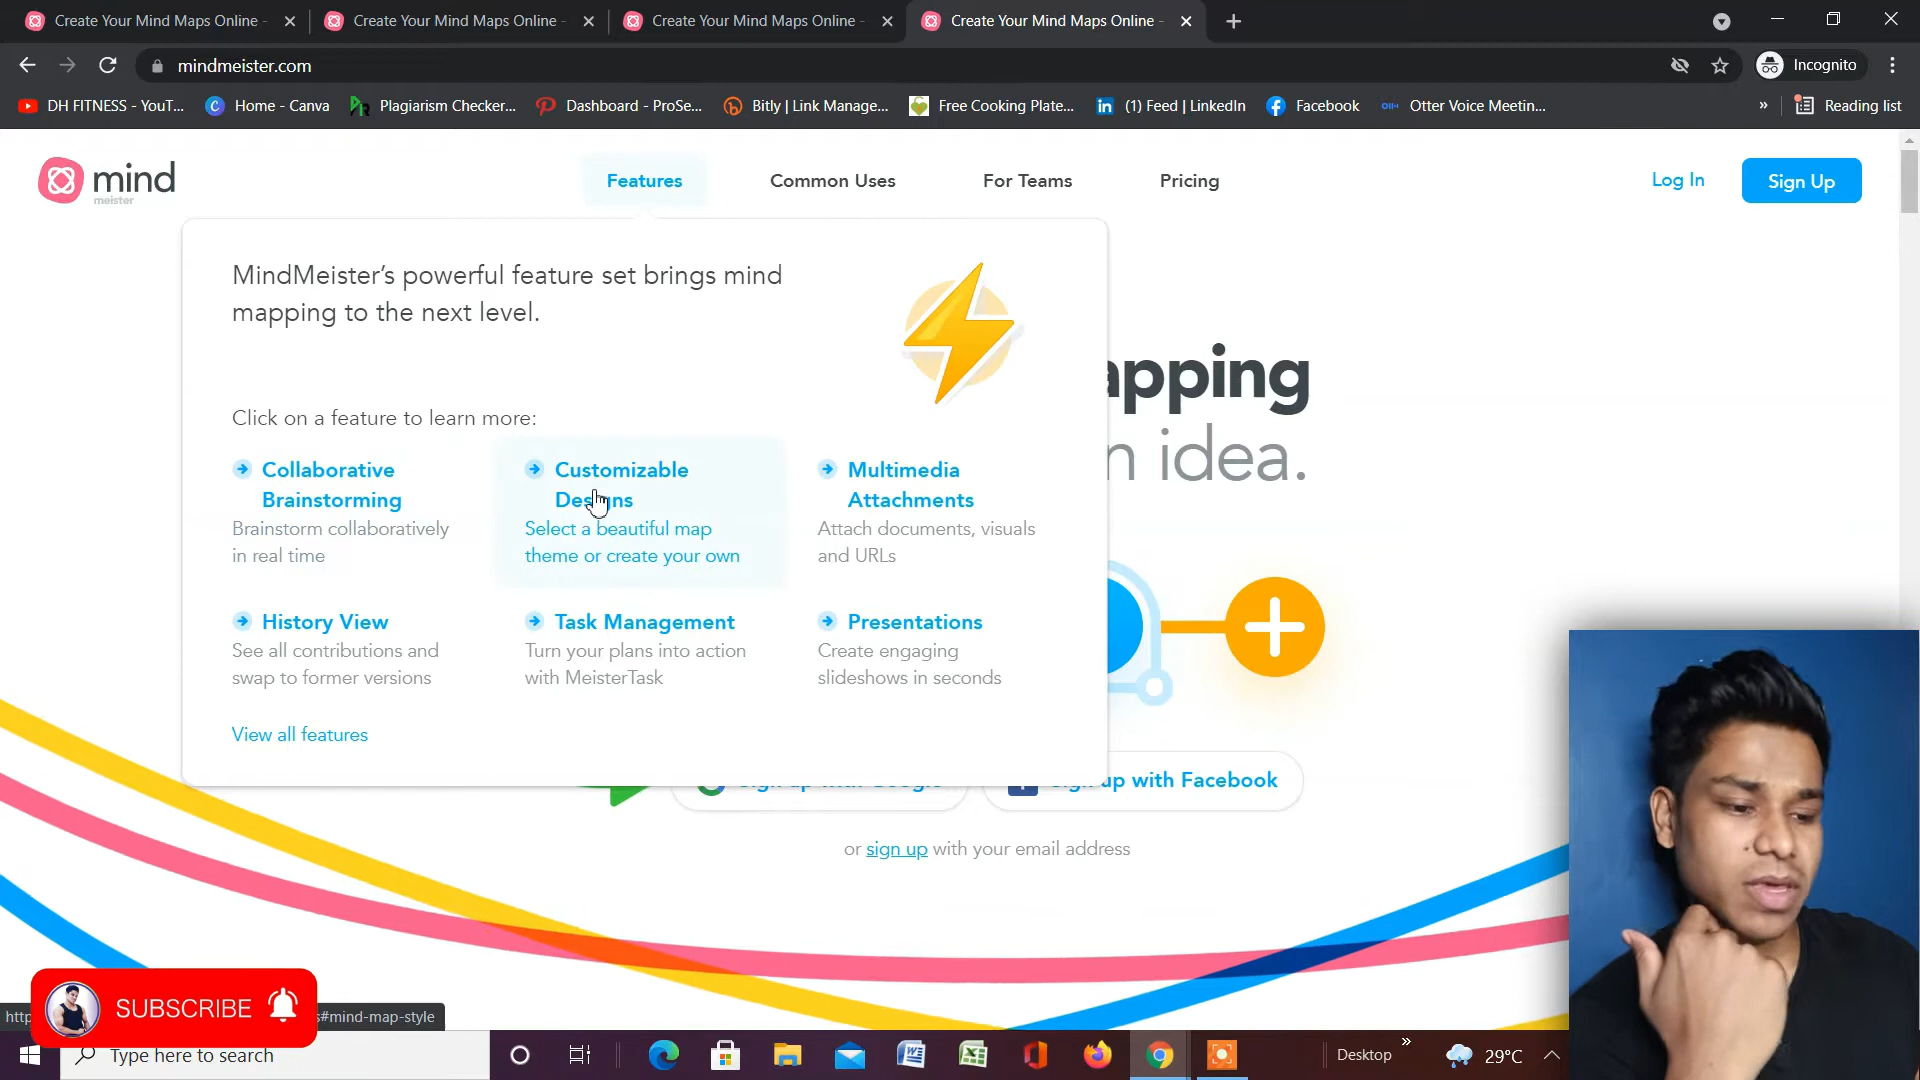 Create Your Mind Maps Online -
Create Your Mind Maps Online -
Create Your Mind Maps Online -
Create Your Mind Maps Online -
mindmeister.com
Incognito
DH FITNESS - YouT...
Home - Canva
Plagiarism Checker...
Dashboard - ProSe...
Bitly | Link Manage...
Free Cooking Plate...
(1) Feed | LinkedIn
Facebook
Otter Voice Meetin...
»
Reading list
mind
meister
Features
Common Uses
For Teams
Pricing
Log In
Sign Up
MindMeister's powerful feature set brings mind
mapping to the next level.
apping
n idea.
Click on a feature to learn more:
Collaborative
Brainstorming
Brainstorm collaboratively
in real time
Customizable
Designs
Select a beautiful map
theme or create your own
Multimedia
Attachments
Attach documents, visuals
and URLs
History View
See all contributions and
swap to former versions
Task Management
Turn your plans into action
with MeisterTask
Presentations
Create engaging
slideshows in seconds
View all features
Sign up with Google
Sign up with Facebook
or sign up with your email address
SUBSCRIBE
http
s#mind-map-style
Type here to search
Desktop
»
29°C